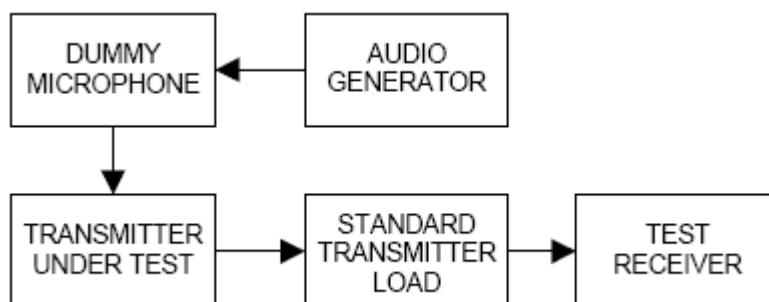 DUMMY
MICROPHONE
AUDIO
GENERATOR
TRANSMITTER
UNDER TEST
STANDARD
TRANSMITTER
LOAD
TEST
RECEIVER